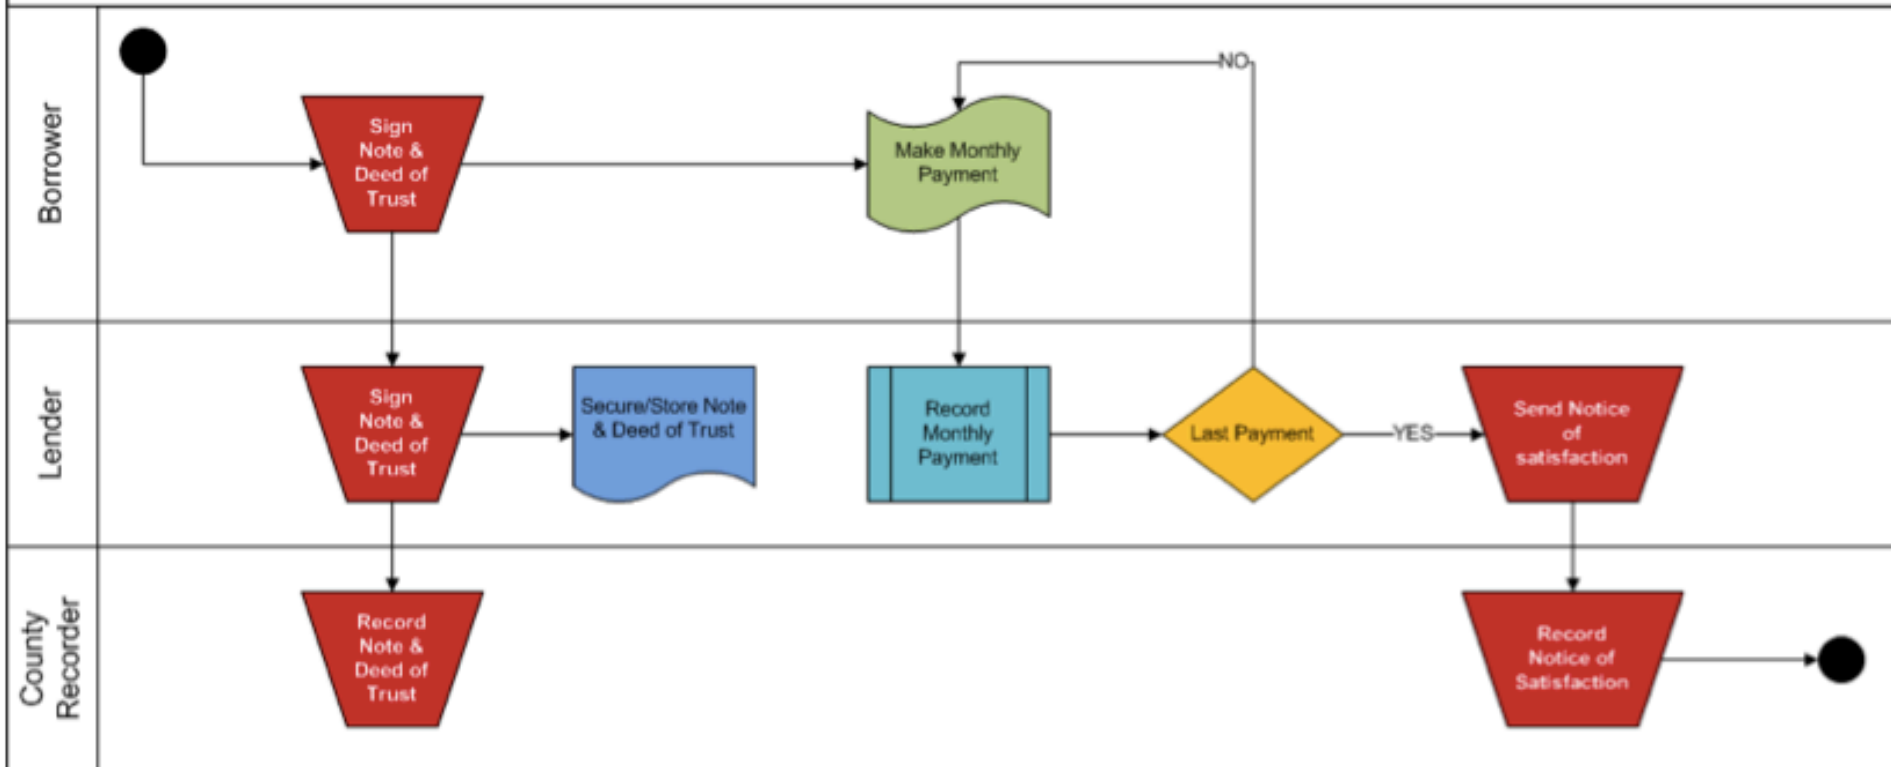 Borrower
Sign
Note &
Deed of
Trust
Make Monthly
Payment
NO
Lender
Sign
Note &
Deed of
Trust
Secure/Store Note
& Deed of Trust
Record
Monthly
Payment
Last Payment
YES
Send Notice
of
satisfaction
County
Recorder
Record
Note &
Deed of
Trust
Record
Notice of
Satisfaction